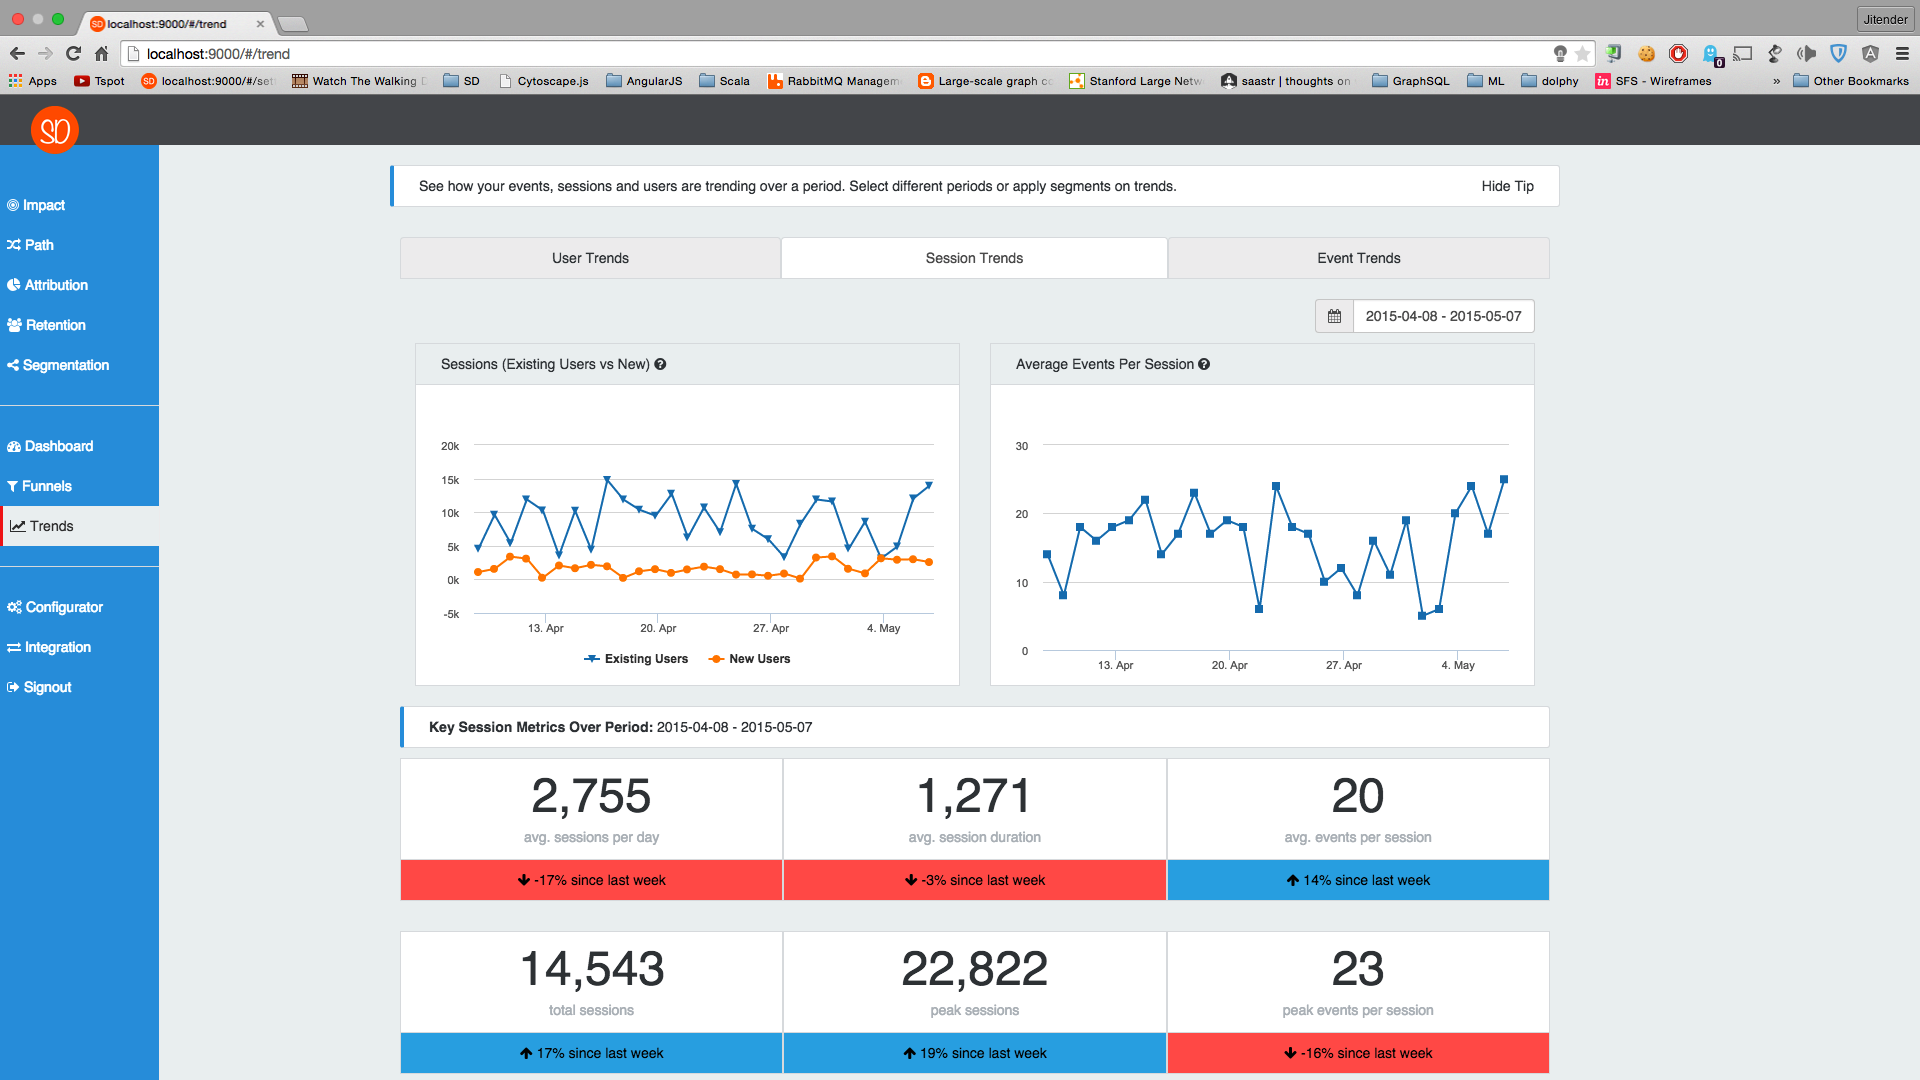 SD localhost:9000/#/trend
Jitender
localhost:9000/#/trend
Apps
Tspot
SD localhost:9000/#/set
Watch The Walking
SD
Cytoscape.js
AngularJS
Scala
RabbitMQ Managem
Large-scale graph co
Stanford Large Netw
saastr | thoughts on
GraphSQL
ML
dolphy
in SFS - Wireframes
»
Other Bookmarks
0
SD
Impact
Path
Attribution
Retention
Segmentation
Dashboard
Funnels
Trends
Configurator
Integration
Signout
See how your events, sessions and users are trending over a period. Select different periods or apply segments on trends.
Hide Tip
User Trends
Session Trends
Event Trends
2015-04-08 - 2015-05-07
Sessions (Existing Users vs New)
20k
15k
10k
5k
0k
-5k
13. Apr
20. Apr
27. Apr
4. May
Existing Users
New Users
Average Events Per Session
30
20
10
0
13. Apr
20. Apr
27. Apr
4. May
Key Session Metrics Over Period: 2015-04-08 - 2015-05-07
2,755
avg. sessions per day
-17% since last week
1,271
avg. session duration
-3% since last week
20
avg. events per session
14% since last week
14,543
total sessions
17% since last week
22,822
peak sessions
19% since last week
23
peak events per session
-16% since last week